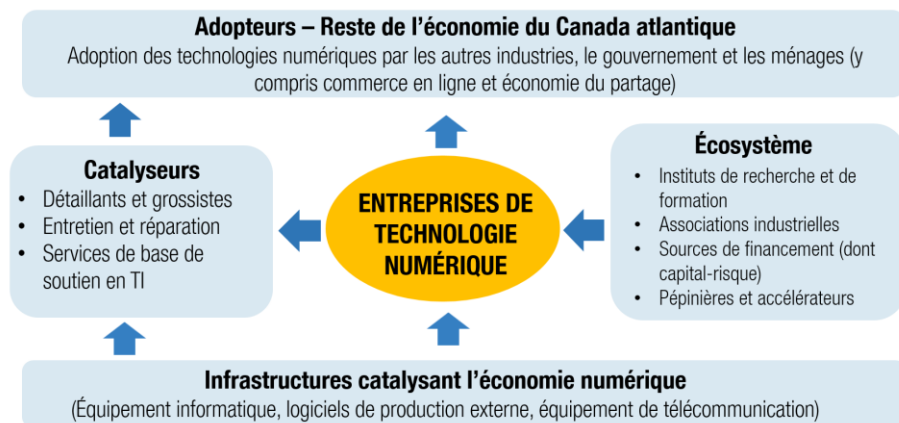 Adopteurs – Reste de l’économie du Canada atlantique
Adoption des technologies numériques par les autres industries, le gouvernement et les ménages (y
compris commerce en ligne et économie du partage)
Catalyseurs
• Détaillants et grossistes
• Entretien et réparation
• Services de base de
soutien en TI
ENTREPRISES DE
TECHNOLOGIE
NUMÉRIQUE
Écosystème
• Instituts de recherche et de
formation
• Associations industrielles
• Sources de financement (dont
capital-risque)
• Pépinières et accélérateurs
Infrastructures catalysant l’économie numérique
(Équipement informatique, logiciels de production externe, équipement de télécommunication)